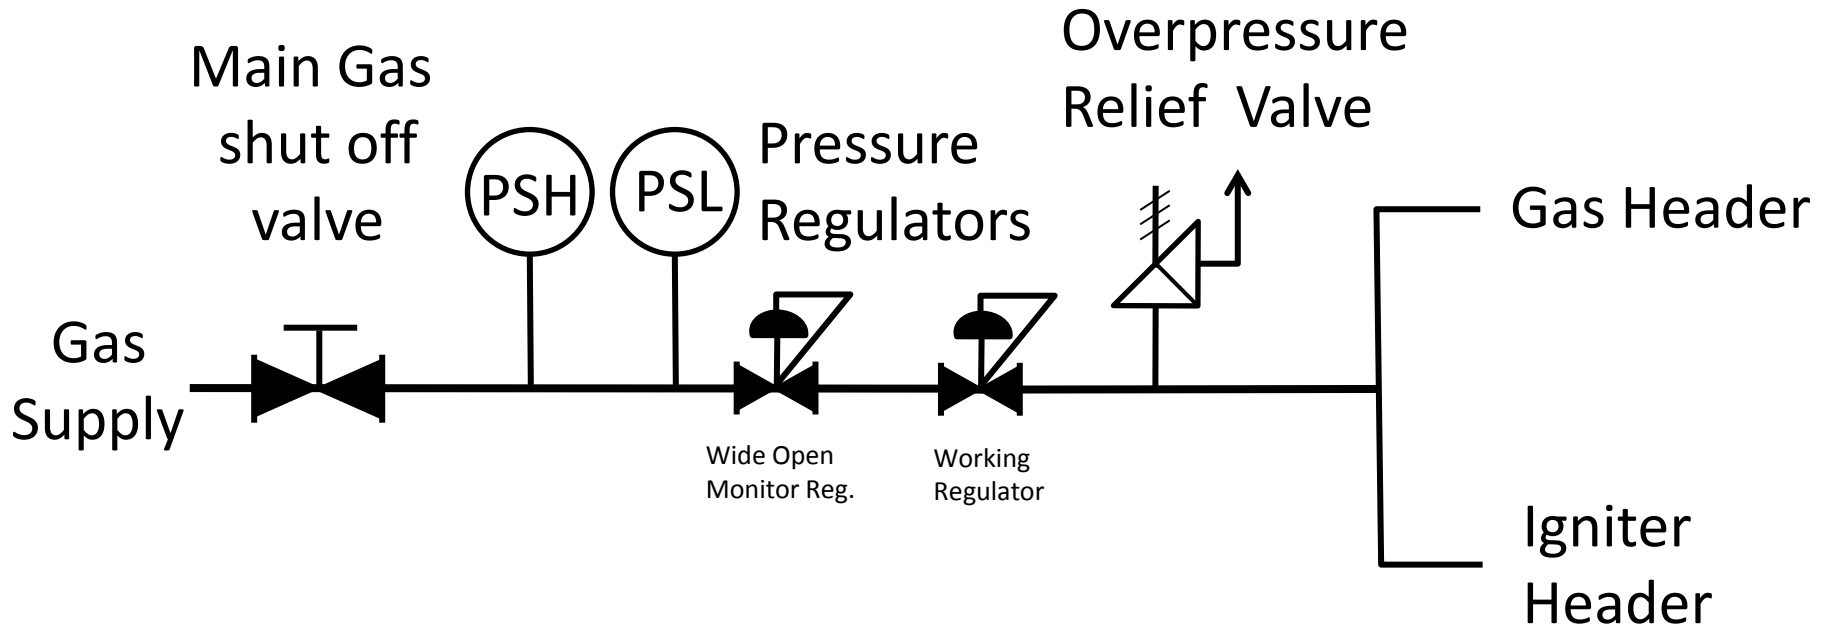 Main Gas
shut off
valve
PSH
PSL
Pressure
Regulators
Overpressure
Relief Valve
Gas
Supply
Wide Open
Monitor Reg.
Working
Regulator
Gas Header
Igniter
Header